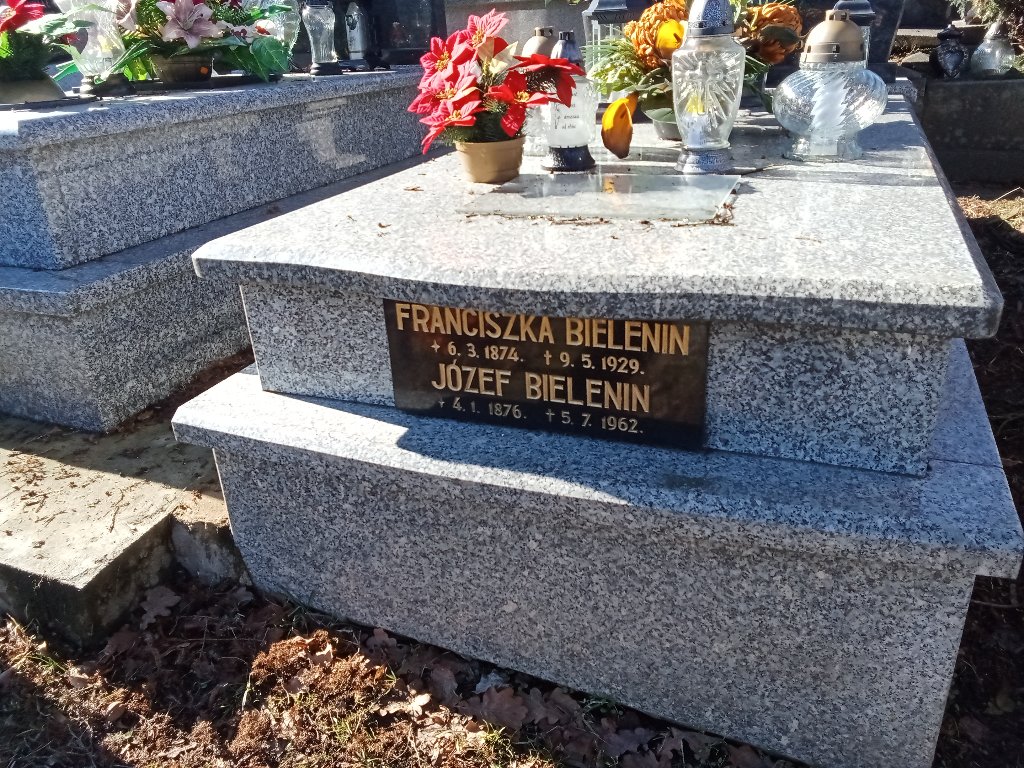 FRANCISZKA BIELENIN
+ 6. 3. 1874. † 9. 5. 1929.
JÓZEF BIELENIN
+ 4. 1. 1876. † 5. 7. 1962.